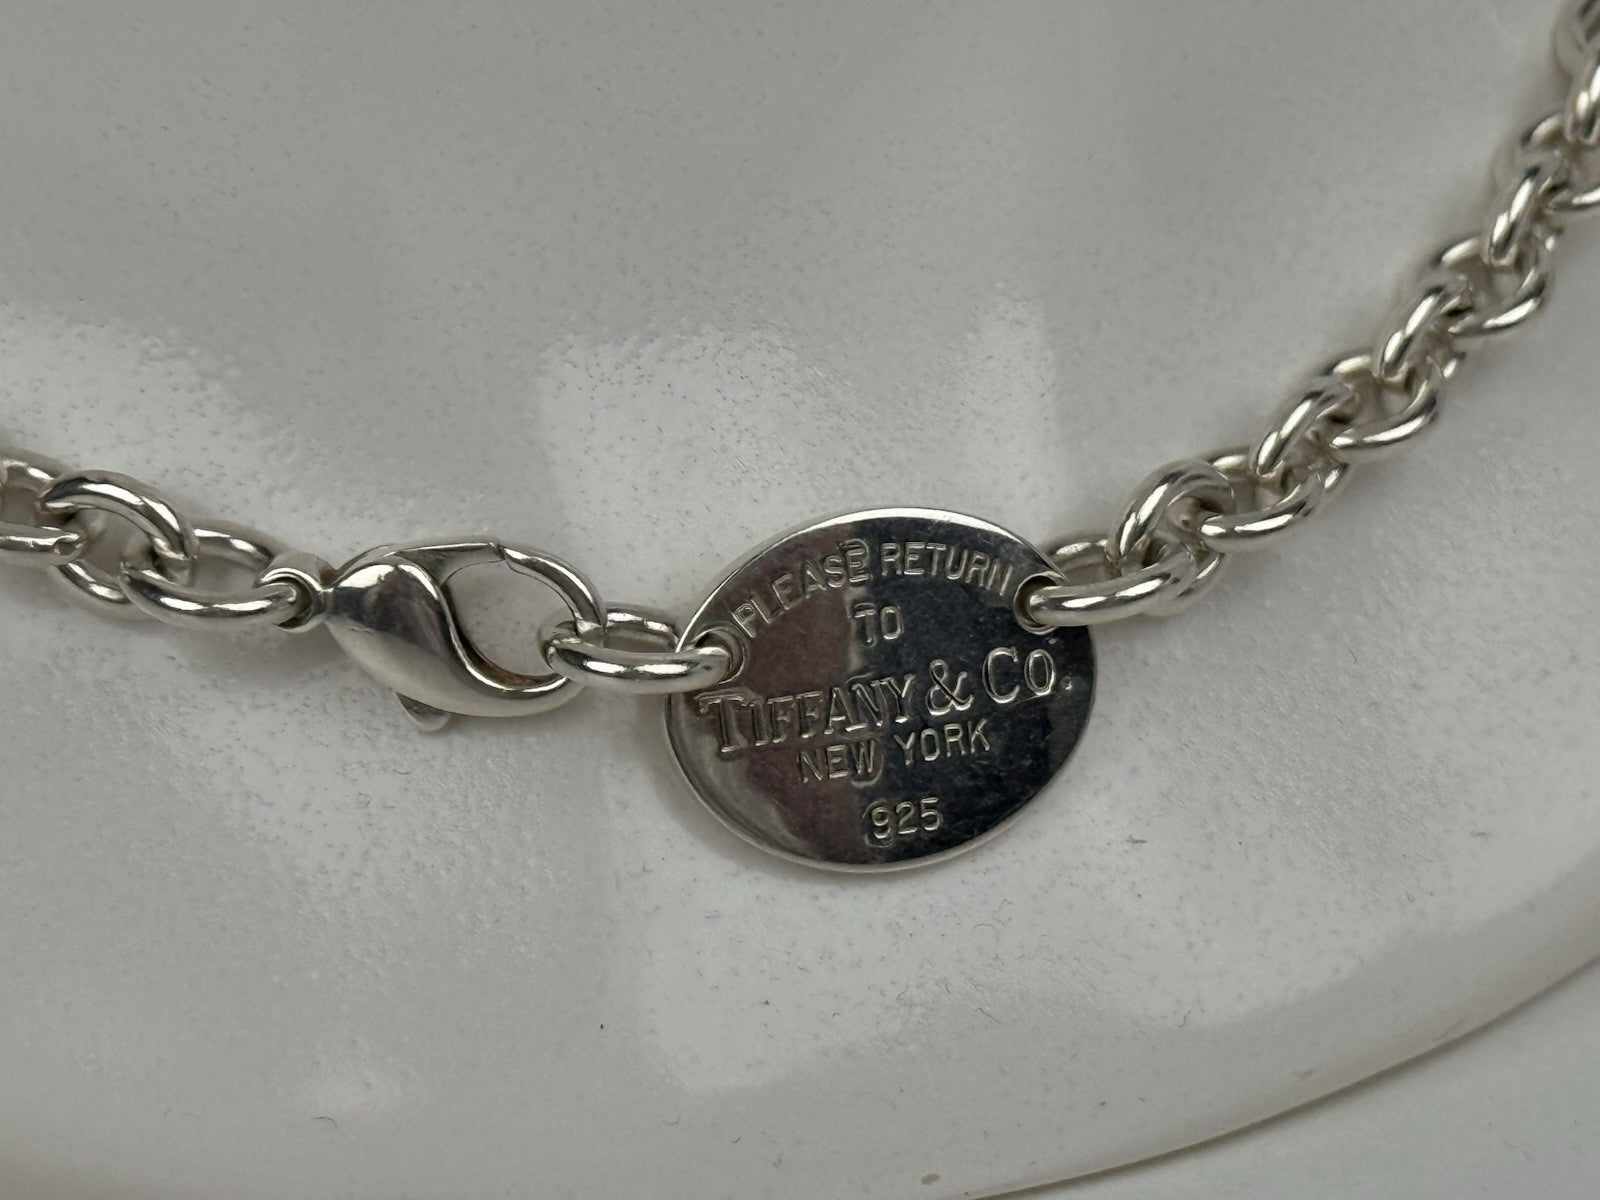 PLEASE RETURN
TO
TIFFANY & CO.
NEW YORK
925